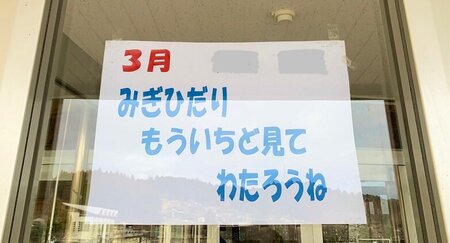 3月
みぎひだり
もういちど見て
わたろうね